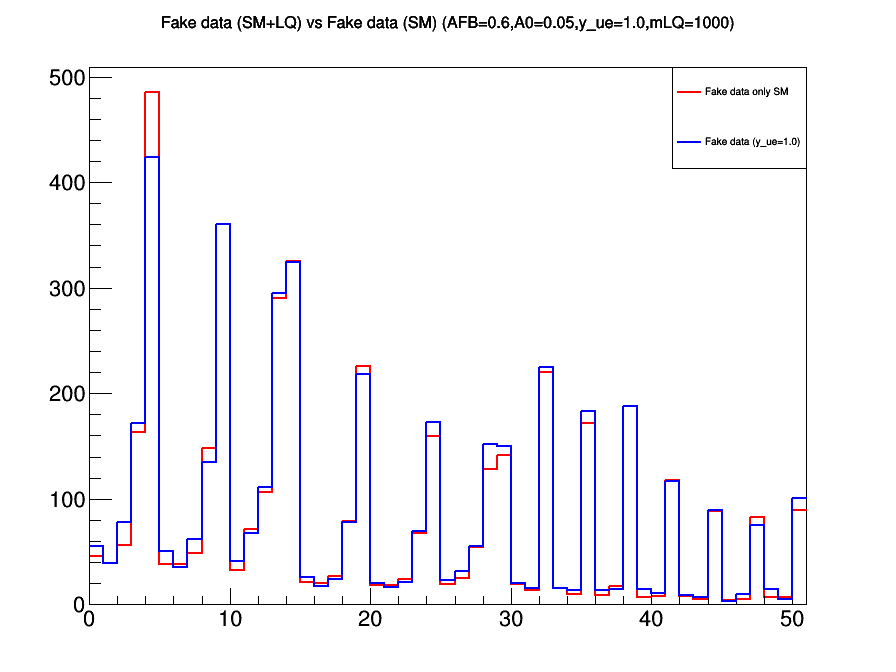 Fake data (SM+LQ) vs Fake data (SM) (AFB=0.6,A0=0.05,y_ue=1.0,mLQ=1000)
Fake data only SM
Fake data (y_ue=1.0)
500
400
300
200
100
0
0 10 20 30 40 50